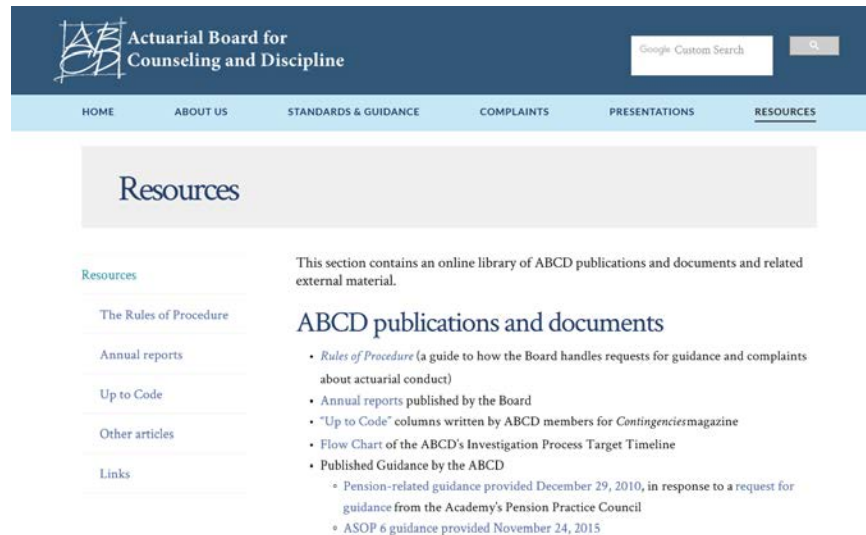 ABCD
Actuarial Board for
Counseling and Discipline
Google Custom Search
HOME ABOUT US STANDARDS & GUIDANCE COMPLAINTS PRESENTATIONS RESOURCES
Resources
Resources
The Rules of Procedure
Annual reports
Up to Code
Other articles
Links
This section contains an online library of ABCD publications and documents and related
external material.
ABCD publications and documents
• Rules of Procedure (a guide to how the Board handles requests for guidance and complaints
about actuarial conduct)
• Annual reports published by the Board
• "Up to Code" columns written by ABCD members for Contingenciesmagazine
• Flow Chart of the ABCD's Investigation Process Target Timeline
• Published Guidance by the ABCD
◦ Pension-related guidance provided December 29, 2010, in response to a request for
guidance from the Academy's Pension Practice Council
◦ ASOP 6 guidance provided November 24, 2015